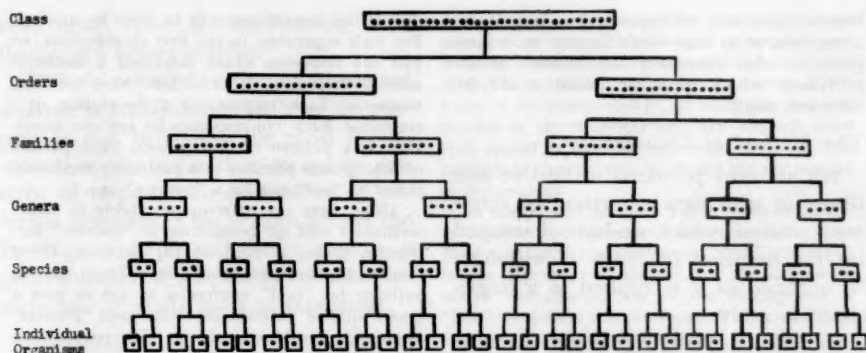 Class
Orders
Families
Genera
Species
Individual
Organisms